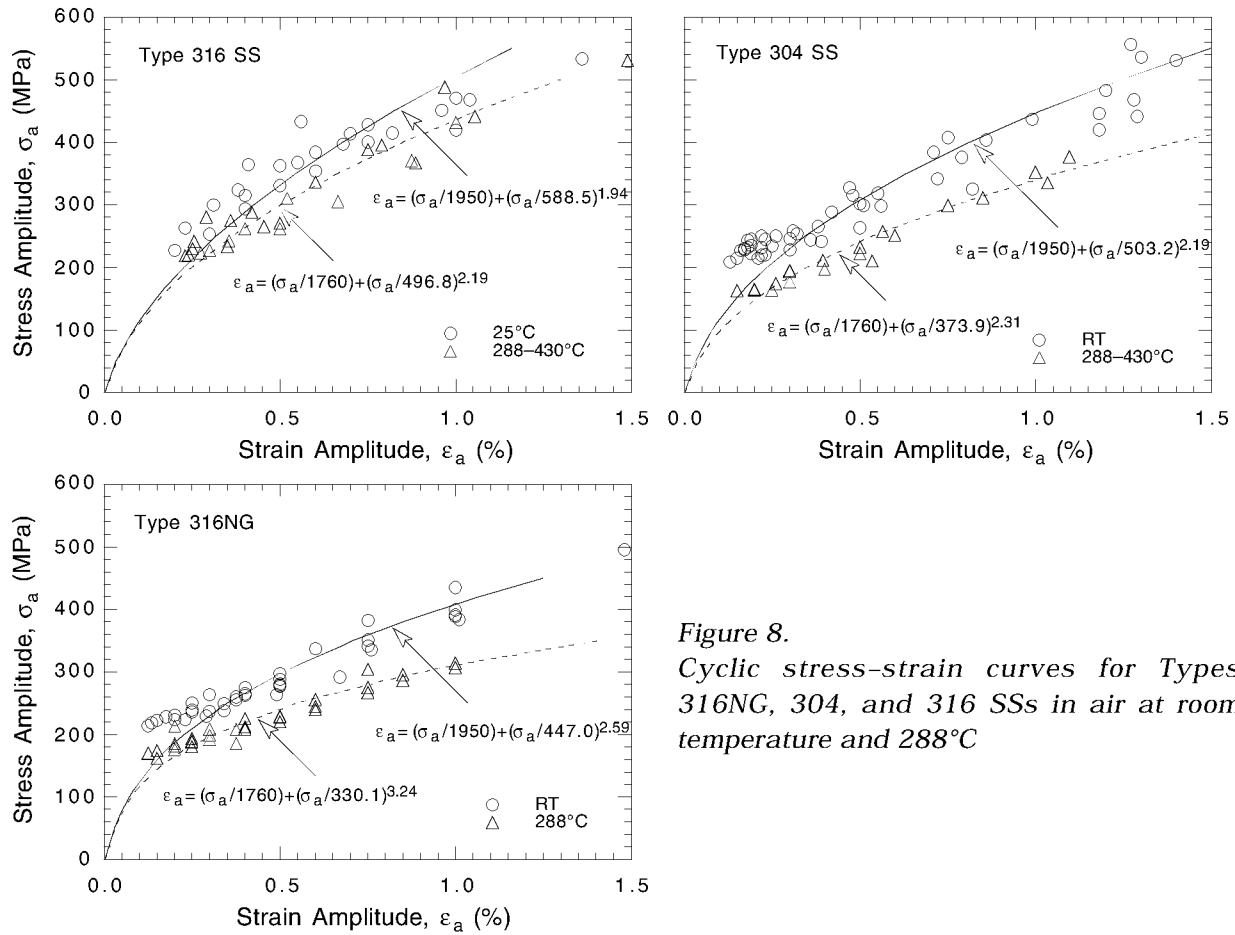 600
500
400
300
200
100
0
Stress Amplitude, σa (MPa)
Type 316 SS
εa = (σa/1950)+(σa/588.5)1.94
εa = (σa/1760)+(σa/496.8)2.19
25°C
288–430°C
0.0 0.5 1.0 1.5
Strain Amplitude, εa (%)
Type 304 SS
εa = (σa/1950)+(σa/503.2)2.19
εa = (σa/1760)+(σa/373.9)2.31
RT
288–430°C
0.0 0.5 1.0 1.5
Strain Amplitude, εa (%)
600
500
400
300
200
100
0
Stress Amplitude, σa (MPa)
Type 316NG
εa = (σa/1950)+(σa/447.0)2.59
εa = (σa/1760)+(σa/330.1)3.24
RT
288°C
0.0 0.5 1.0 1.5
Strain Amplitude, εa (%)
Figure 8.
Cyclic stress–strain curves for Types
316NG, 304, and 316 SSs in air at room
temperature and 288°C